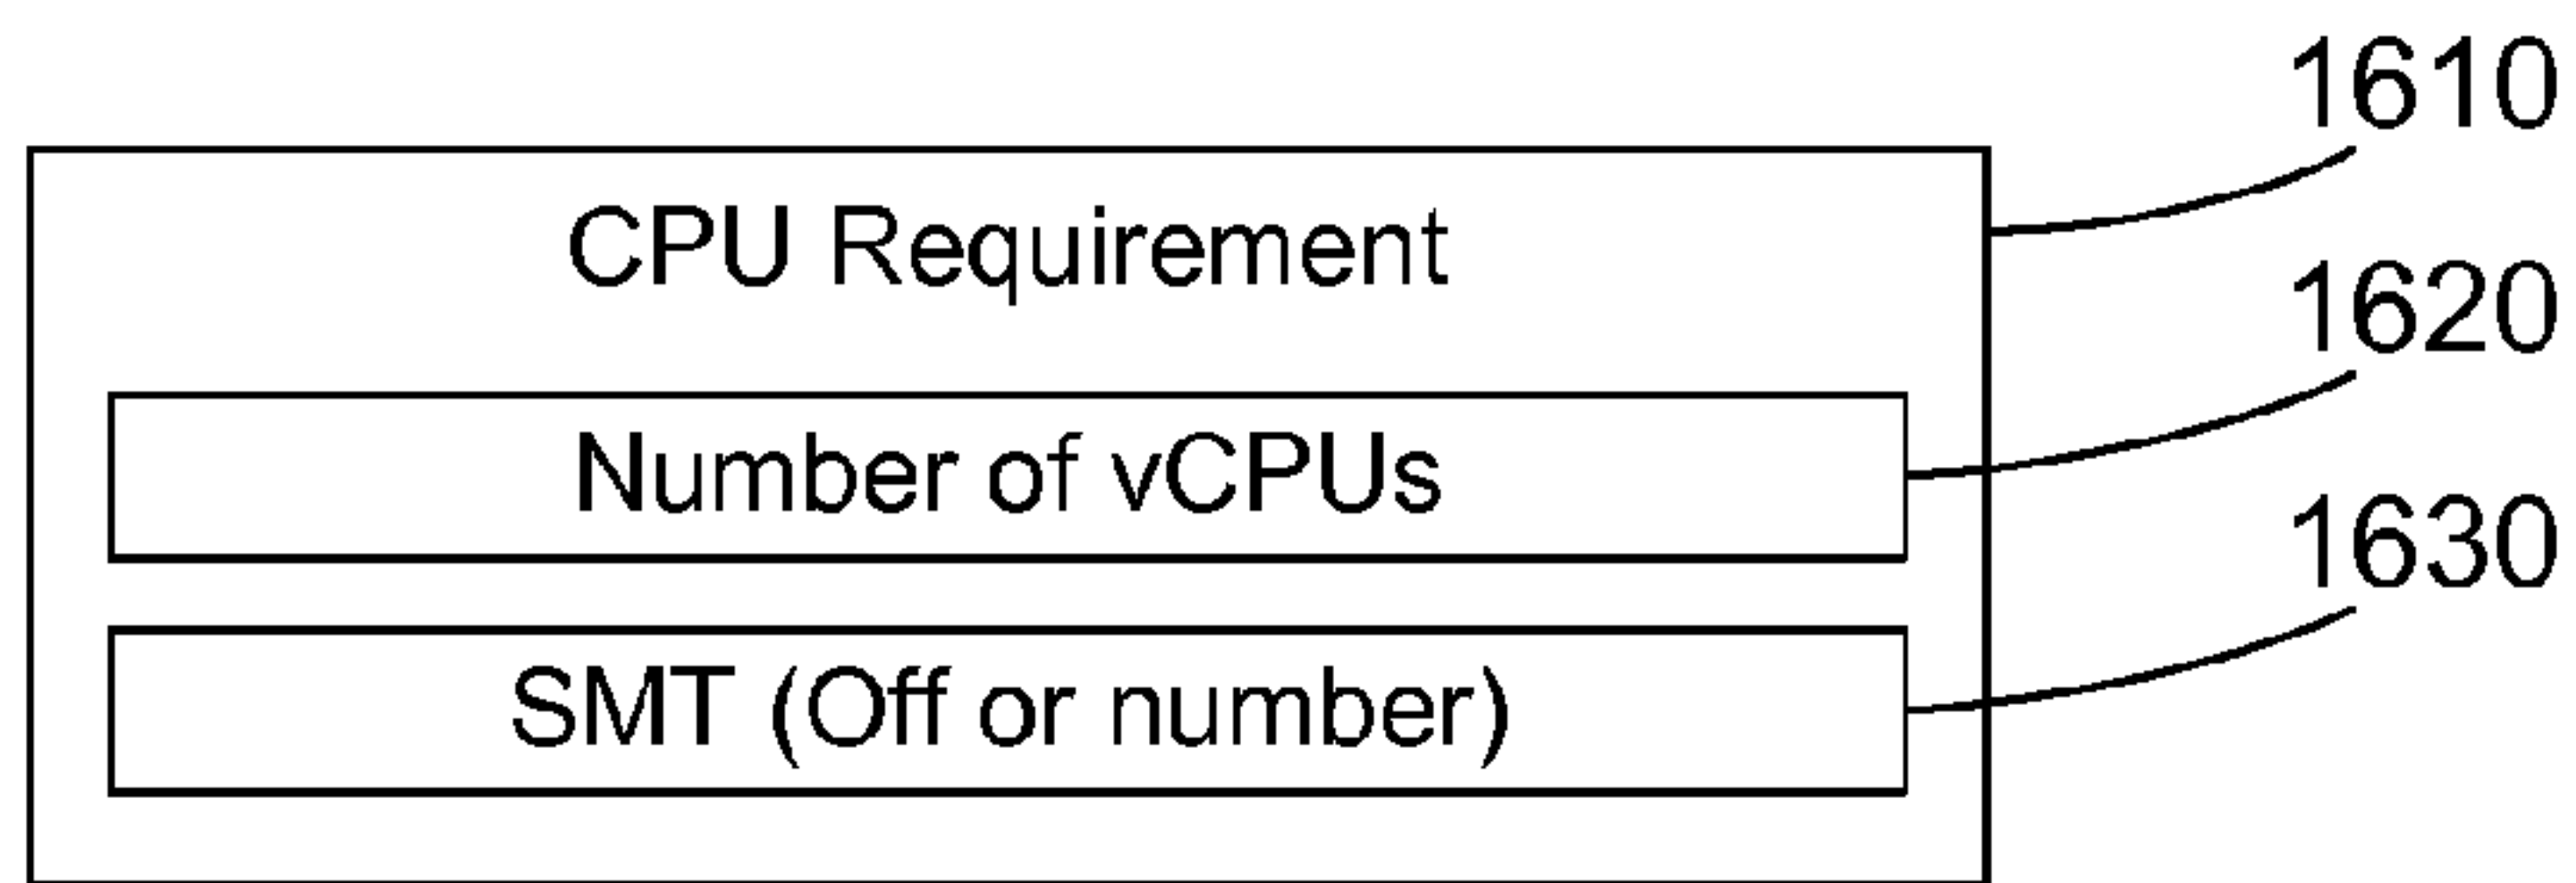 1610
CPU Requirement
1620
Number of vCPUs
1630
SMT (Off or number)